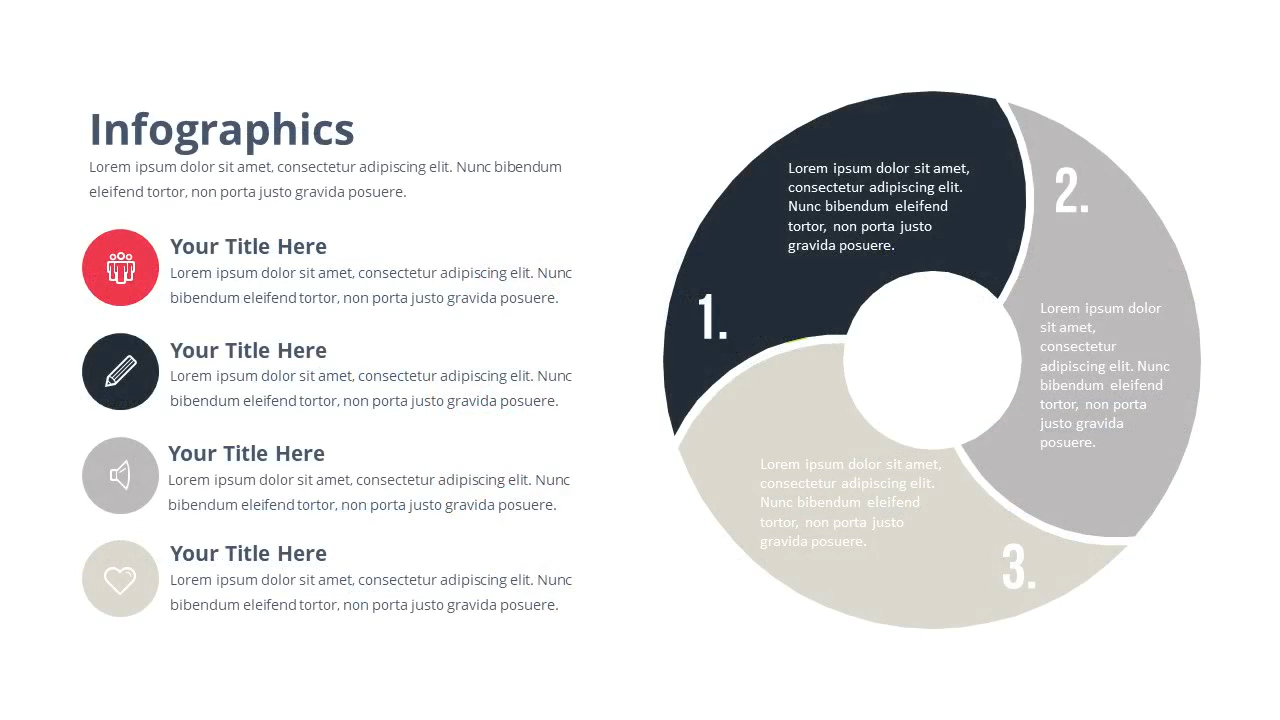 Infographics
Lorem ipsum dolor sit amet, consectetur adipiscing elit. Nunc bibendum
eleifend tortor, non porta justo gravida posuere.
Your Title Here
Lorem ipsum dolor sit amet, consectetur adipiscing elit. Nunc
bibendum eleifend tortor, non porta justo gravida posuere.
Your Title Here
Lorem ipsum dolor sit amet, consectetur adipiscing elit. Nunc
bibendum eleifend tortor, non porta justo gravida posuere.
Your Title Here
Lorem ipsum dolor sit amet, consectetur adipiscing elit. Nunc
bibendum eleifend tortor, non porta justo gravida posuere.
Your Title Here
Lorem ipsum dolor sit amet, consectetur adipiscing elit. Nunc
bibendum eleifend tortor, non porta justo gravida posuere.
1.
Lorem ipsum dolor sit amet,
consectetur adipiscing elit.
Nunc bibendum eleifend
tortor, non porta justo
gravida posuere.
2.
Lorem ipsum dolor
sit amet,
consectetur
adipiscing elit. Nunc
bibendum eleifend
tortor, non porta
justo gravida
posuere.
3.
Lorem ipsum dolor sit amet,
consectetur adipiscing elit.
Nunc bibendum eleifend
tortor, non porta justo
gravida posuere.